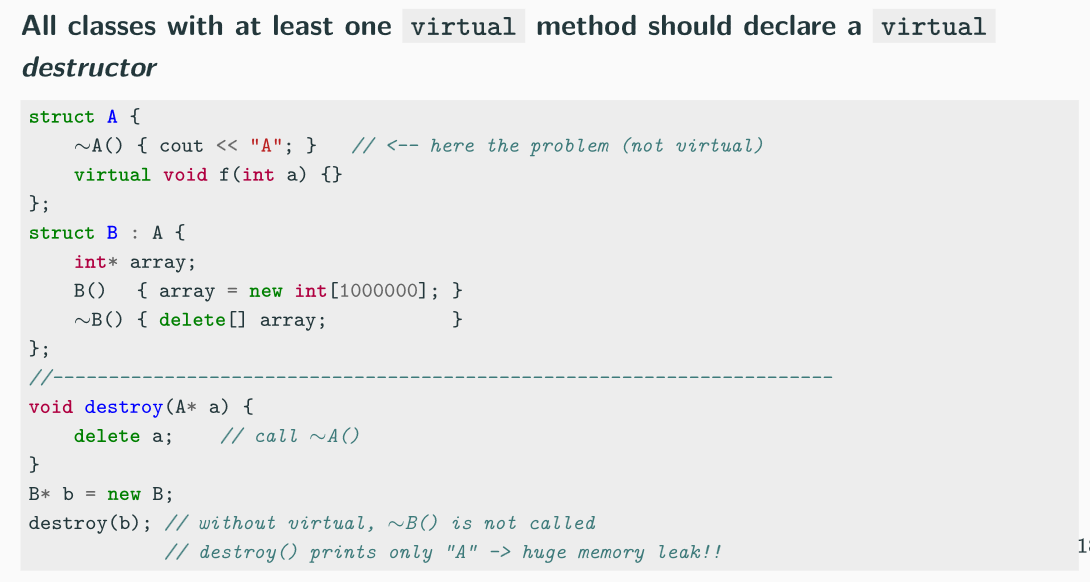 All classes with at least one virtual method should declare a virtual
destructor
struct A {
    ~A() { cout << "A"; }   // <-- here the problem (not virtual)
    virtual void f(int a) {}
};
struct B : A {
    int* array;
    B()   { array = new int[1000000]; }
    ~B() { delete[] array;           }
};
//---------------------------------------------------------------------
void destroy(A* a) {
    delete a;    // call ~A()
}
B* b = new B;
destroy(b); // without virtual, ~B() is not called
            // destroy() prints only "A" -> huge memory leak!!